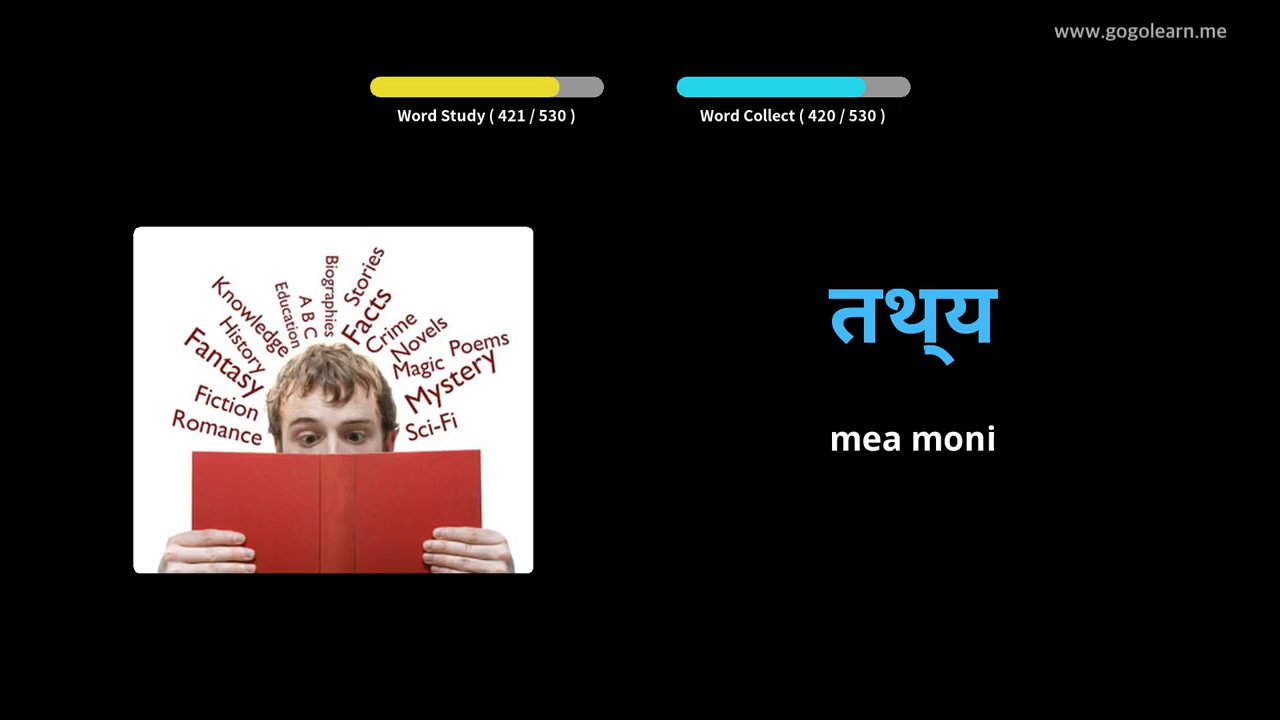 www.gogolearn.me
Word Study ( 421 / 530 )
Word Collect ( 420 / 530 )
Knowledge
History
Education
A B C
Biographies
Stories
Facts
Crime
Novels
Poems
Magic
Mystery
Sci-Fi
Fantasy
Fiction
Romance
तथ्‌य
mea moni